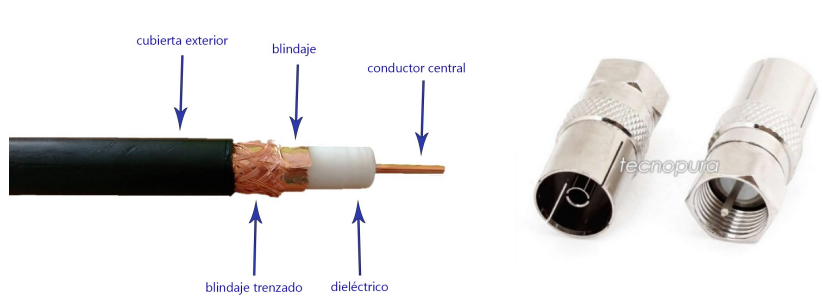 cubierta exterior
blindaje
conductor central
tecnopura
blindaje trenzado
dieléctrico